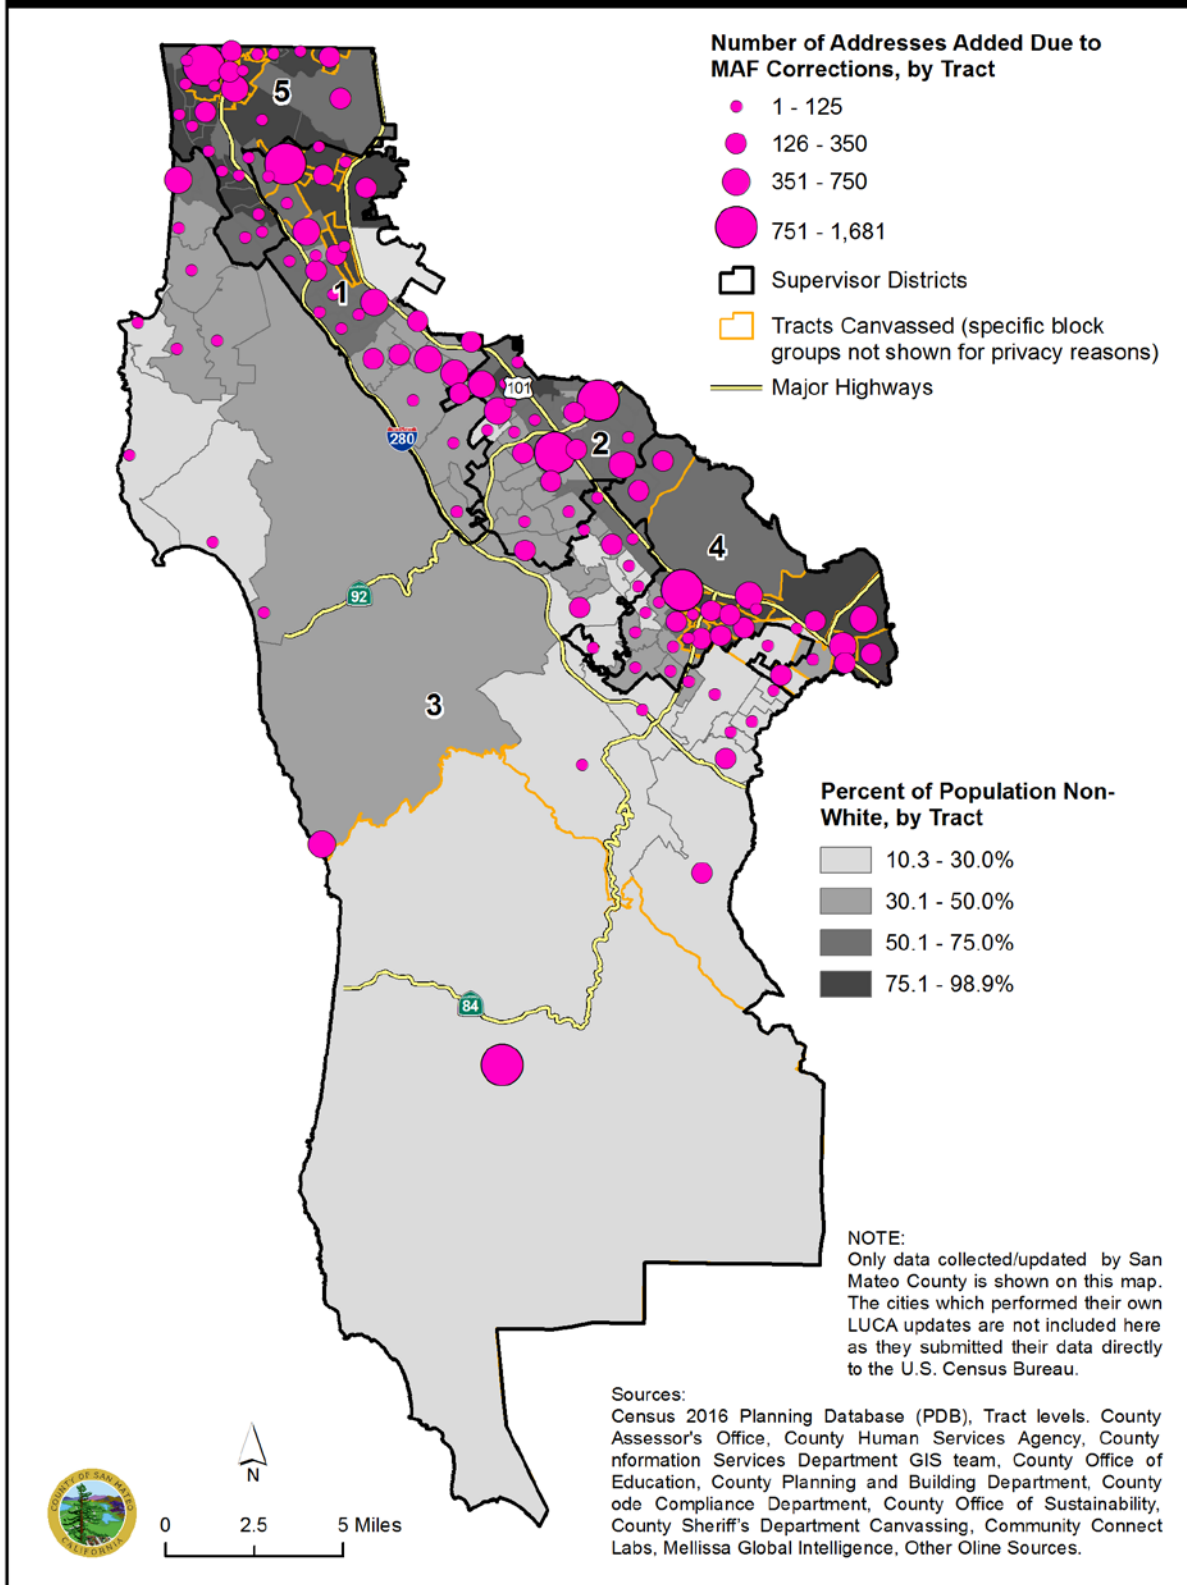 Number of Addresses Added Due to
MAF Corrections, by Tract
1 - 125
126 - 350
351 - 750
751 - 1,681
Supervisor Districts
Tracts Canvassed (specific block
groups not shown for privacy reasons)
Major Highways
5
1
101
280
2
4
92
3
84
Percent of Population Non-
White, by Tract
10.3 - 30.0%
30.1 - 50.0%
50.1 - 75.0%
75.1 - 98.9%
NOTE:
Only data collected/updated by San
Mateo County is shown on this map.
The cities which performed their own
LUCA updates are not included here
as they submitted their data directly
to the U.S. Census Bureau.
Sources:
Census 2016 Planning Database (PDB), Tract levels. County
Assessor's Office, County Human Services Agency, County
nformation Services Department GIS team, County Office of
Education, County Planning and Building Department, County
ode Compliance Department, County Office of Sustainability,
County Sheriff's Department Canvassing, Community Connect
Labs, Mellissa Global Intelligence, Other Oline Sources.
N
0 2.5 5 Miles
COUNTY OF SAN MATEO
CALIFORNIA